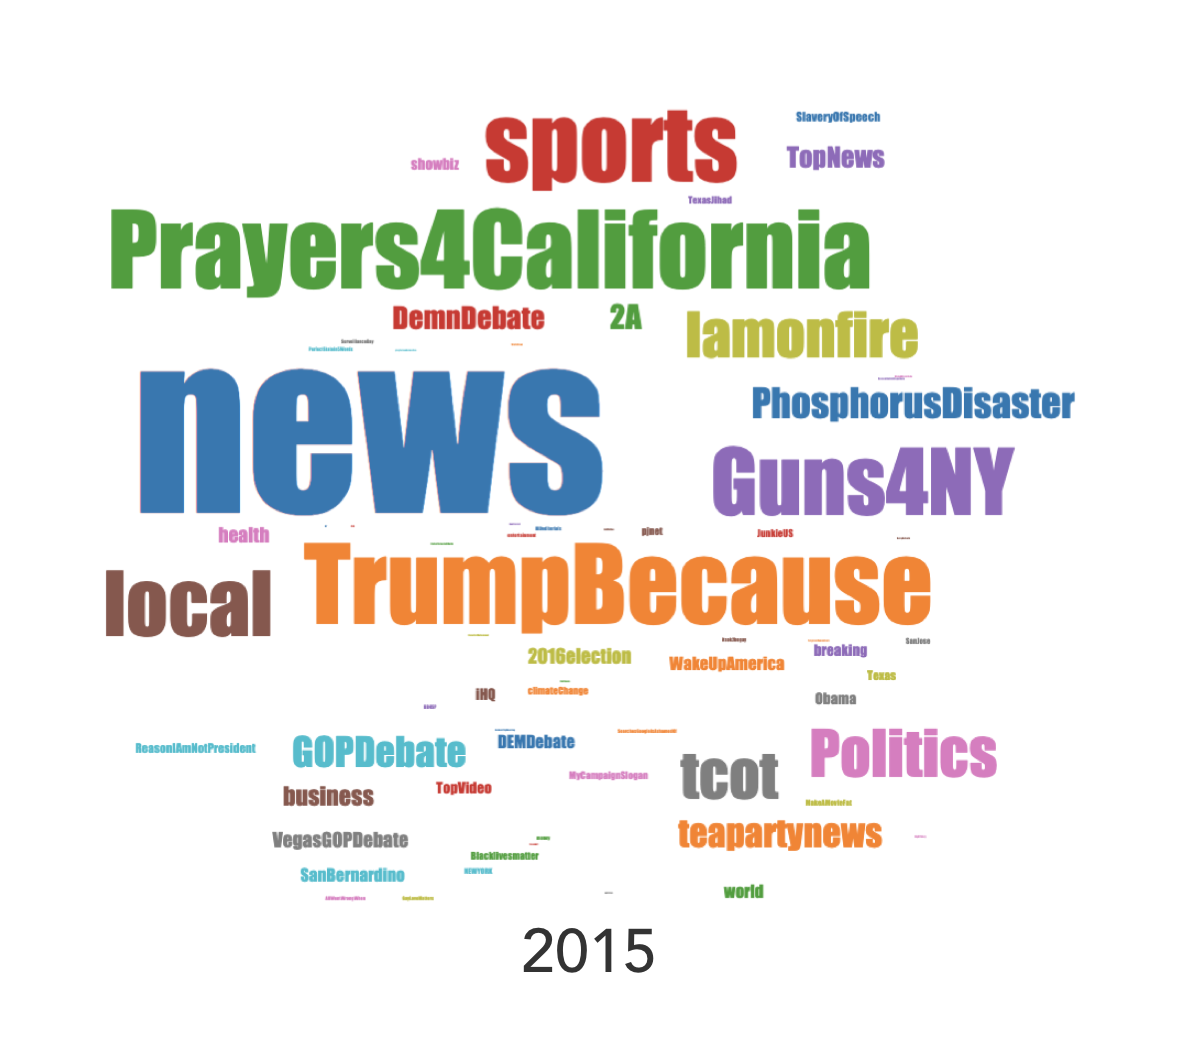 SlaveryOfSpeech
sports
showbiz
TopNews
TexasJihad
Prayers4California
DemnDebate
2A
Iamonfire
news
PhosphorusDisaster
Guns4NY
health
pjnet
JunkieUS
entertainment
TrumpBecause
local
SanJose
2016election
WakeUpAmerica
breaking
Texas
iHQ
climateChange
Obama
ReasonIAmNotPresident
GOPDebate
DEMDebate
Politics
tcot
MyCampaignSlogan
business
TopVideo
MakeAMovieFat
VegasGOPDebate
teapartynews
Blacklivesmatter
SanBernardino
NEWYORK
world
2015